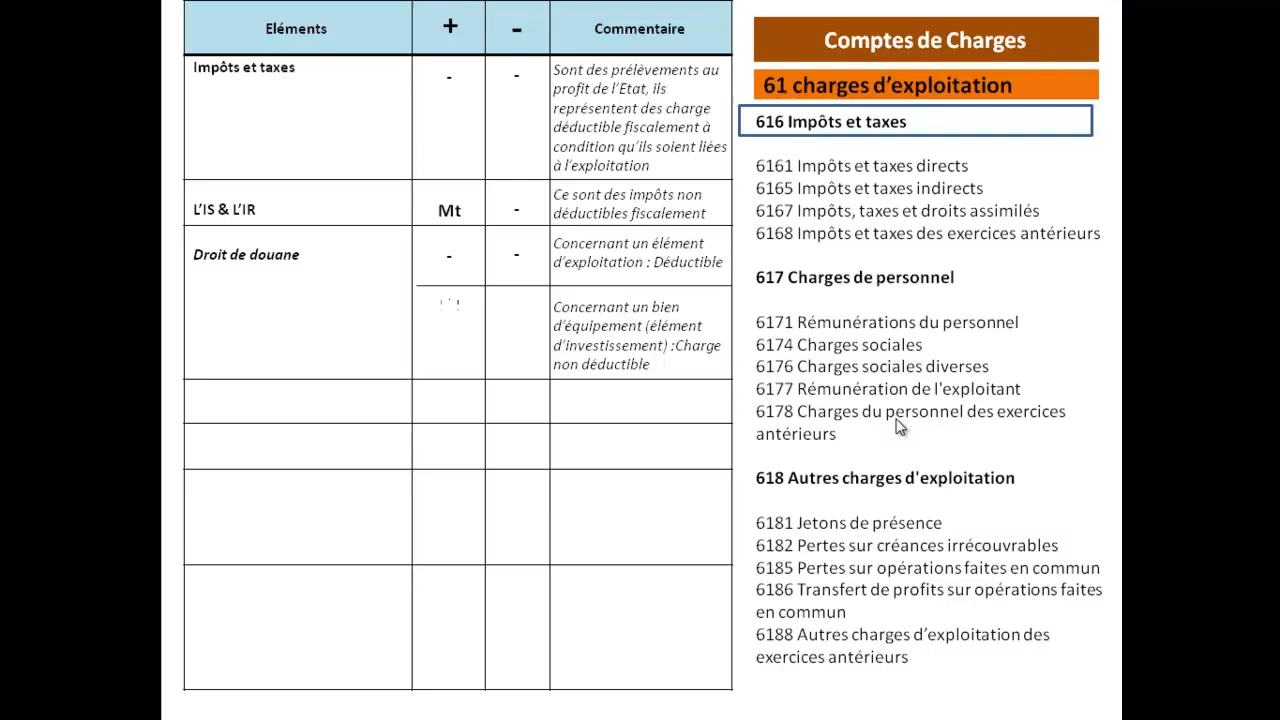 Eléments + - Commentaire
Impôts et taxes - - Sont des prélèvements au
profit de l'Etat, ils
représentent des charge
déductible fiscalement à
condition qu'ils soient liées
à l'exploitation
L'IS & L'IR Mt - Ce sont des impôts non
déductibles fiscalement
Droit de douane - - Concernant un élément
d'exploitation : Déductible
Concernant un bien
d'équipement (élément
d'investissement) :Charge
non déductible
Comptes de Charges
61 charges d'exploitation
616 Impôts et taxes
6161 Impôts et taxes directs
6165 Impôts et taxes indirects
6167 Impôts, taxes et droits assimilés
6168 Impôts et taxes des exercices antérieurs
617 Charges de personnel
6171 Rémunérations du personnel
6174 Charges sociales
6176 Charges sociales diverses
6177 Rémunération de l'exploitant
6178 Charges du personnel des exercices
antérieurs
618 Autres charges d'exploitation
6181 Jetons de présence
6182 Pertes sur créances irrécouvrables
6185 Pertes sur opérations faites en commun
6186 Transfert de profits sur opérations faites
en commun
6188 Autres charges d'exploitation des
exercices antérieurs